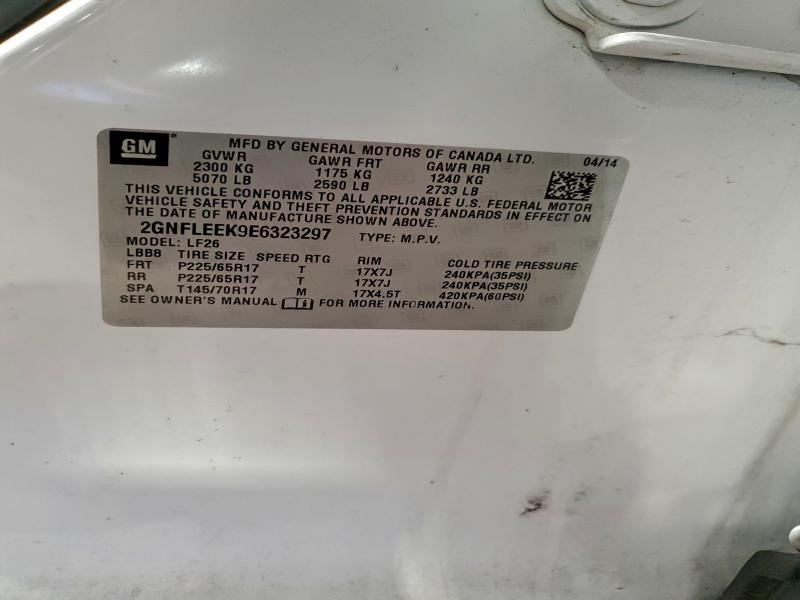 GM
MFD BY GENERAL MOTORS OF CANADA LTD. 04/14
GVWR GAWR FRT GAWR RR
2300 KG 1175 KG 1240 KG
5070 LB 2590 LB 2733 LB
THIS VEHICLE CONFORMS TO ALL APPLICABLE U.S. FEDERAL MOTOR
VEHICLE SAFETY AND THEFT PREVENTION STANDARDS IN EFFECT ON
THE DATE OF MANUFACTURE SHOWN ABOVE.
2GNFLEEK9E6323297 TYPE: M.P.V.
MODEL: LF26
LBB8 TIRE SIZE SPEED RTG RIM COLD TIRE PRESSURE
FRT P225/65R17 T 17X7J 240KPA(35PSI)
RR P225/65R17 T 17X7J 240KPA(35PSI)
SPA T145/70R17 M 17X4.5T 420KPA(60PSI)
SEE OWNER'S MANUAL FOR MORE INFORMATION.